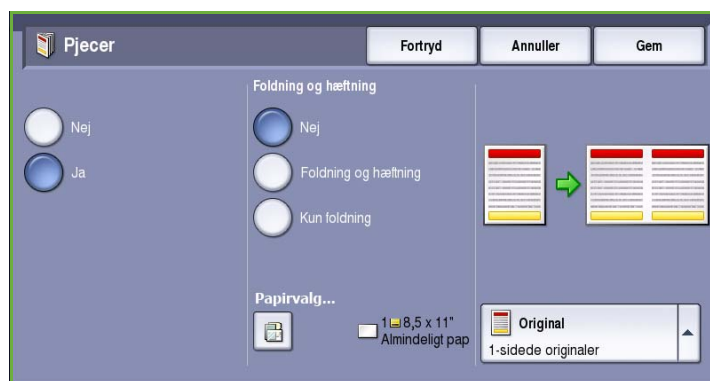 Pjecer
Fortryd
Annuller
Gem
Nej
Ja
Foldning og hæftning
Nej
Foldning og hæftning
Kun foldning
Papirvalg...
1 8,5 x 11"
Almindeligt pap
Original
1-sidede originaler